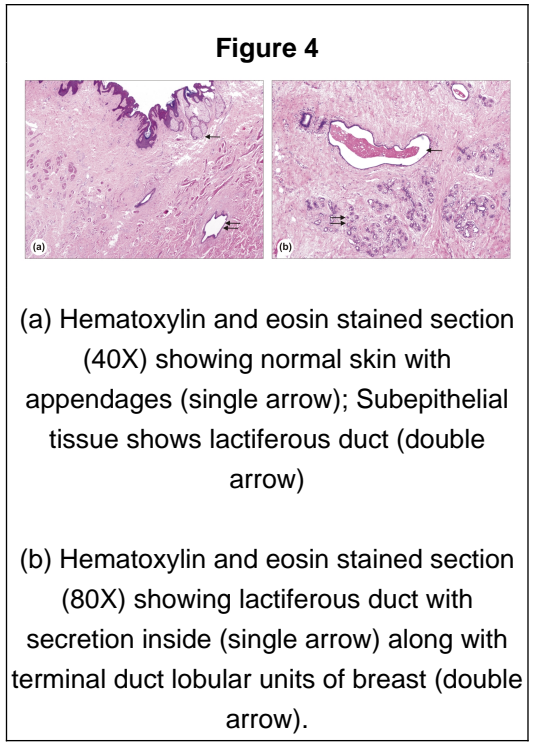 Figure 4
(a)
(b)
(a) Hematoxylin and eosin stained section
(40X) showing normal skin with
appendages (single arrow); Subepithelial
tissue shows lactiferous duct (double
arrow)
(b) Hematoxylin and eosin stained section
(80X) showing lactiferous duct with
secretion inside (single arrow) along with
terminal duct lobular units of breast (double
arrow).